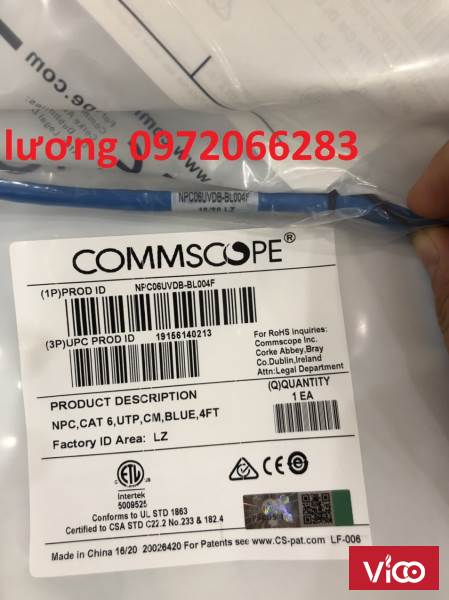 lương 0972066283
NPC06UVDB-BL004F
16/20 LZ
COMMSCOPE®
(1P)PROD ID NPC06UVDB-BL004F
(3P)UPC PROD ID 19156140213
For RoHS Inquiries:
Commscope Inc.
Corke Abbey,Bray
Co.Dublin,Ireland
Attn:Legal Department
(Q)QUANTITY
1 EA
PRODUCT DESCRIPTION
NPC,CAT 6,UTP,CM,BLUE,4FT
Factory ID Area: LZ
ETL
Intertek
5009525
Conforms to UL STD 1863
Certified to CSA STD C22.2 No.233 & 182.4
Made in China 16/20 20026420 For Patents see www.CS-pat.com LF-006
ViCO